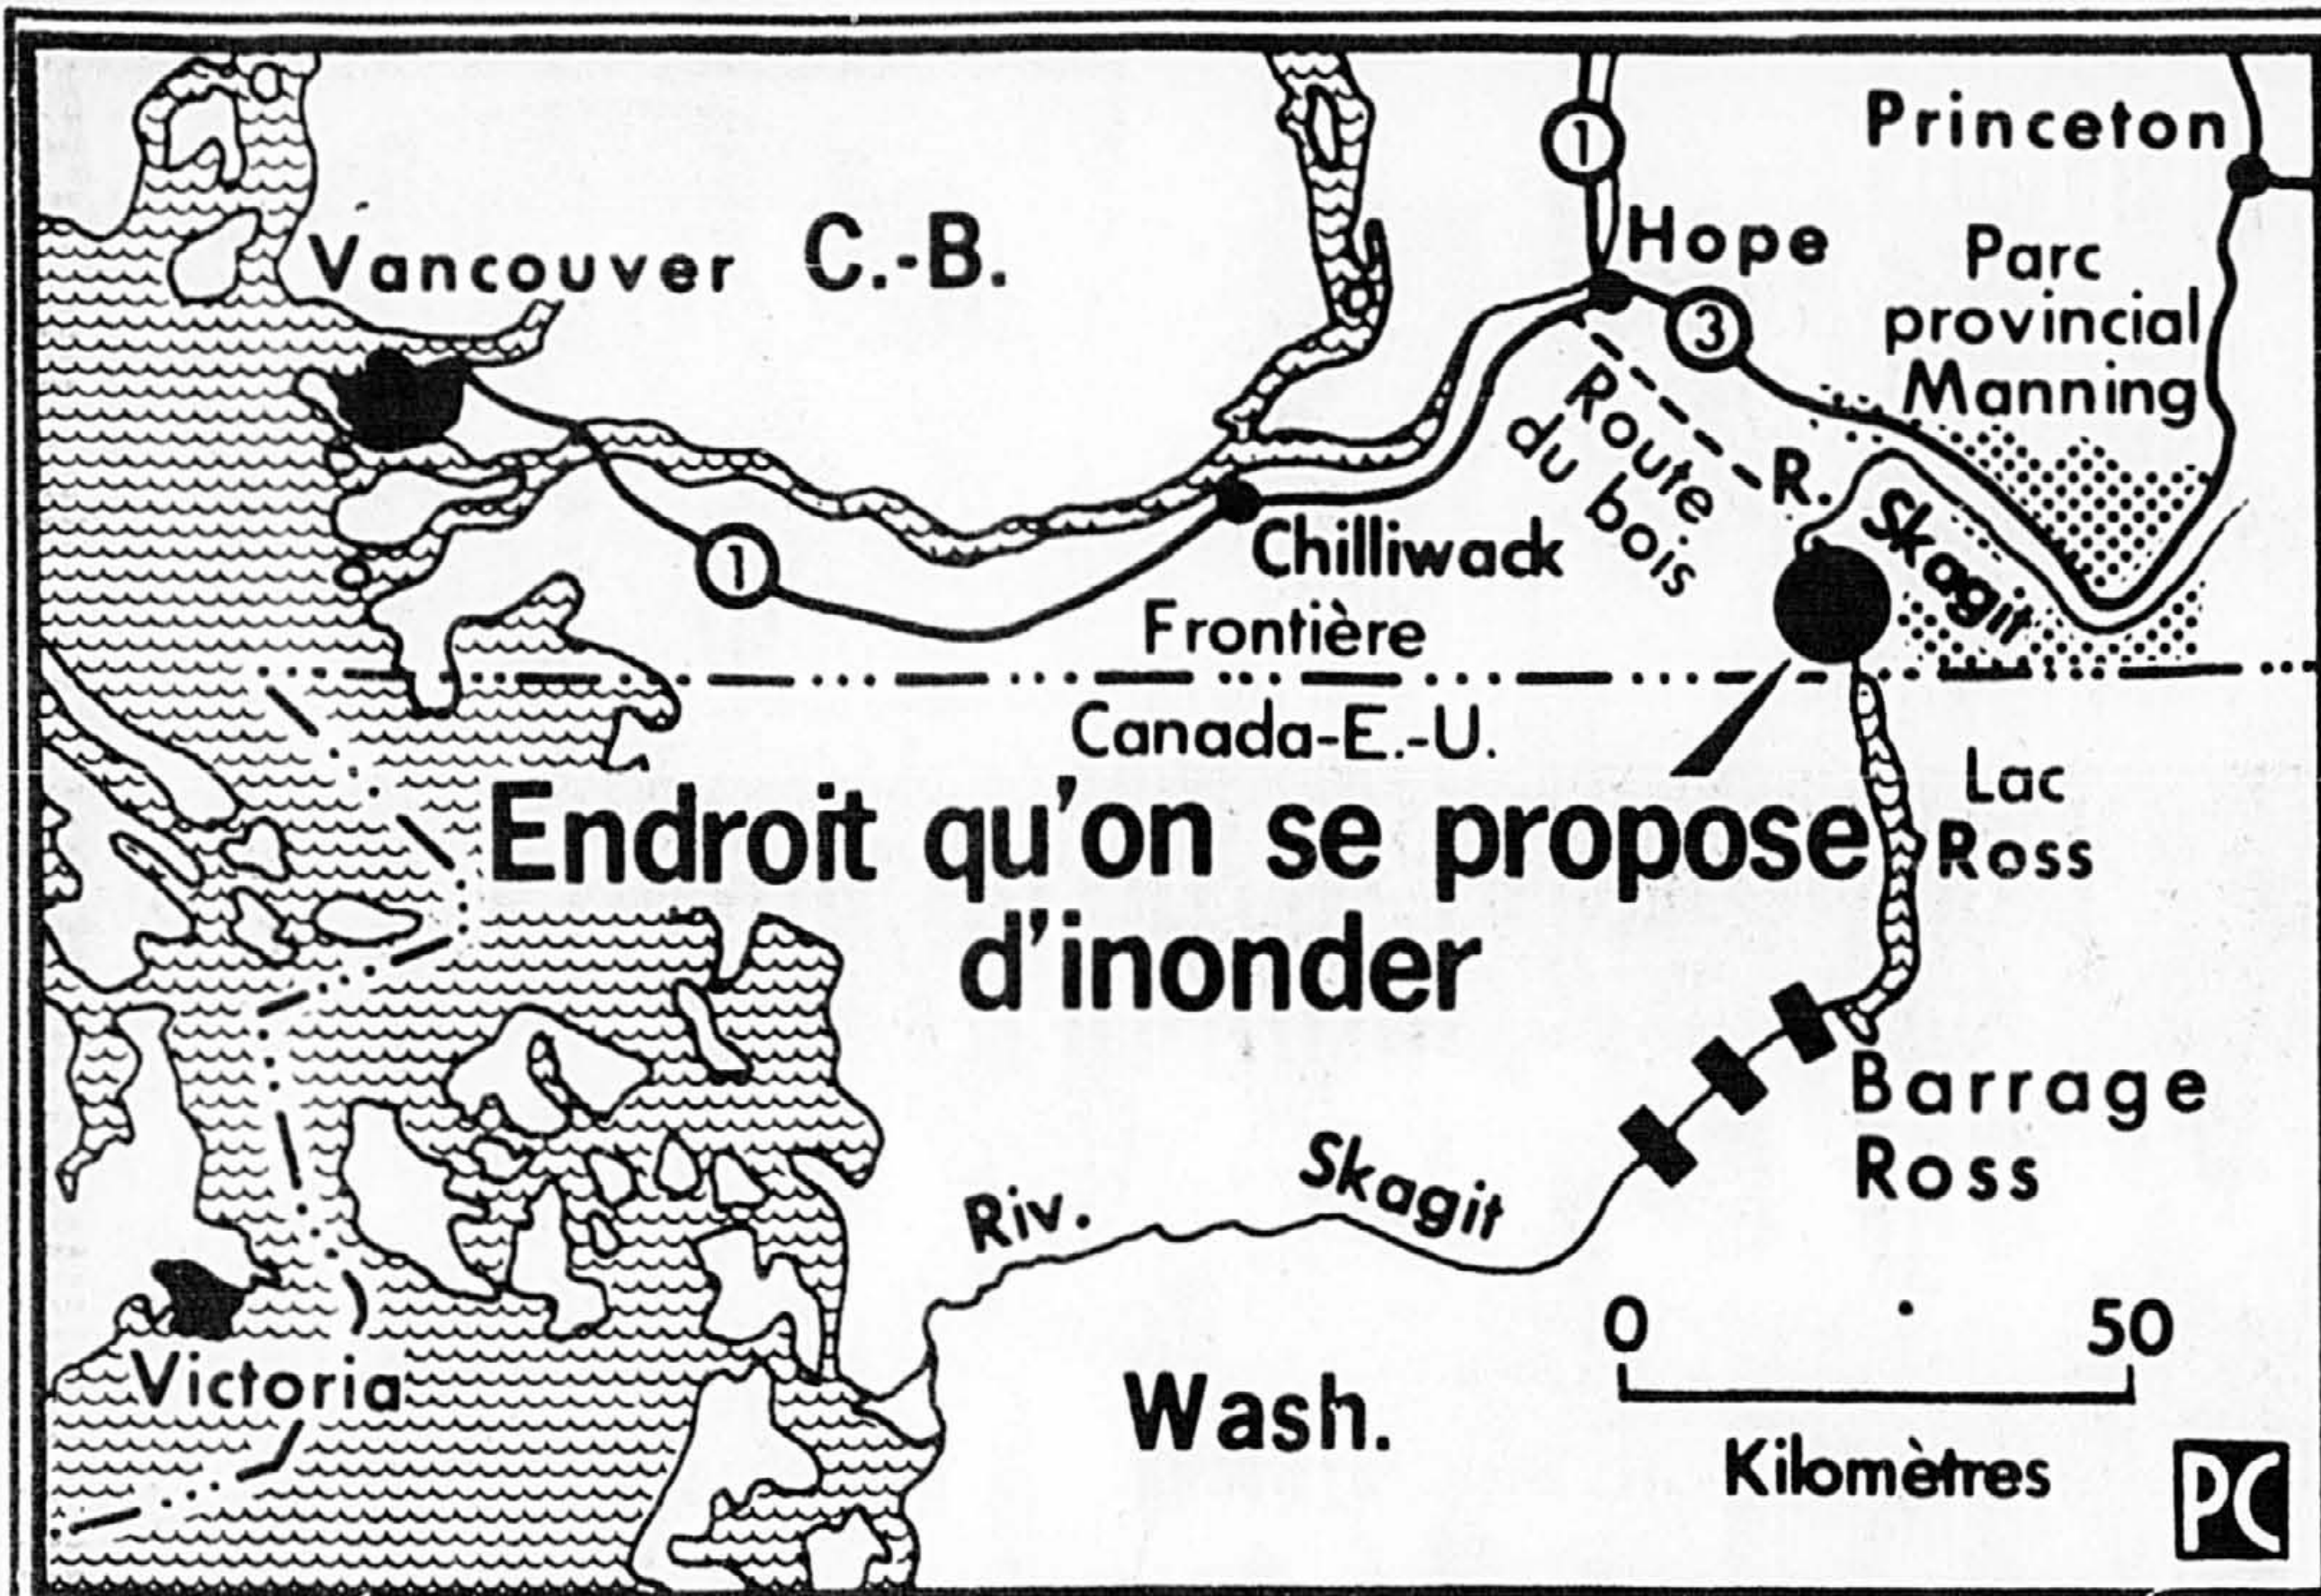 1
Princeton
Vancouver
C.-B.
Hope
Parc
provincial
Manning
3
Route
du bois
R.
Skagit
1
Chilliwack
Frontière
Canada-E.-U.
Endroit qu'on se propose
d'inonder
Lac
Ross
Barrage
Ross
Riv.
Skagit
Victoria
Wash.
0
50
Kilomètres
PC